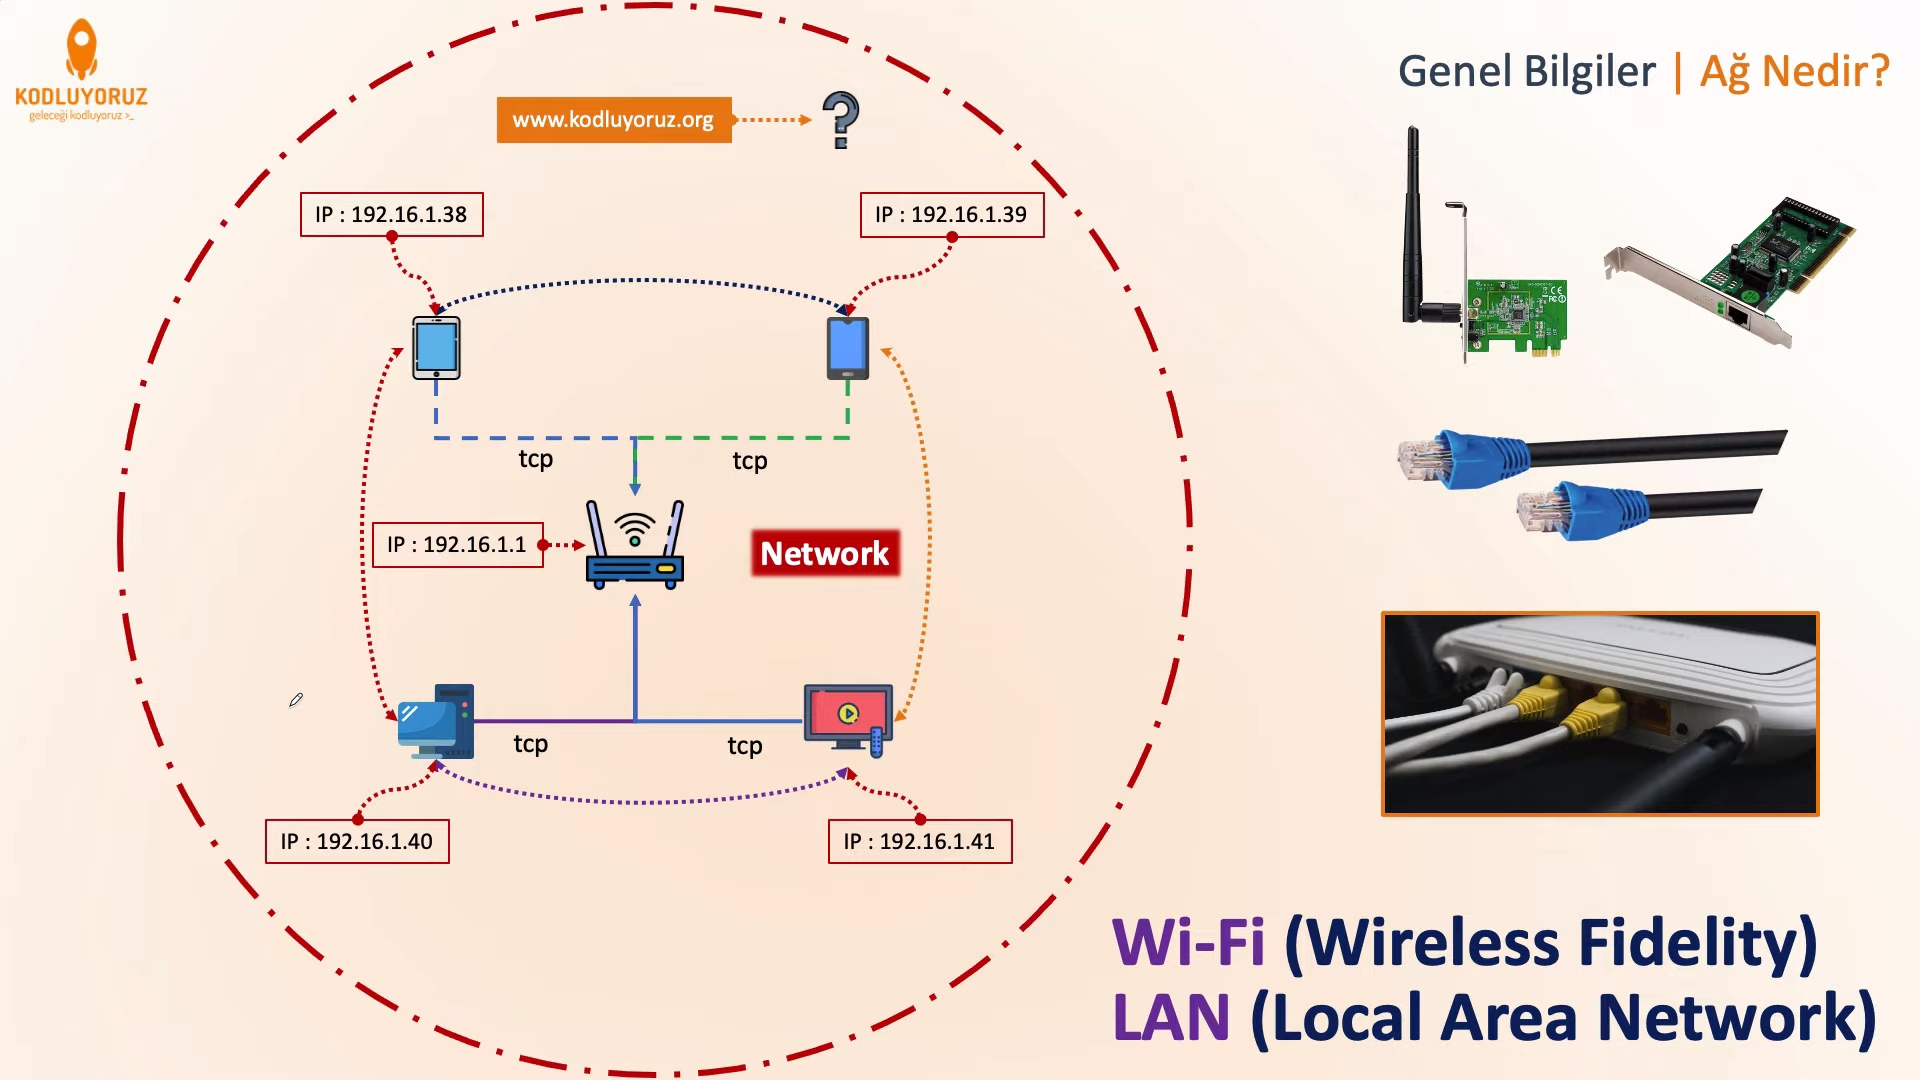 KODLUYORUZ
geleceği kodluyoruz >_
Genel Bilgiler | Ağ Nedir?
www.kodluyoruz.org
IP : 192.16.1.38
IP : 192.16.1.39
tcp
tcp
IP : 192.16.1.1
Network
tcp
tcp
IP : 192.16.1.40
IP : 192.16.1.41
Wi-Fi (Wireless Fidelity)
LAN (Local Area Network)